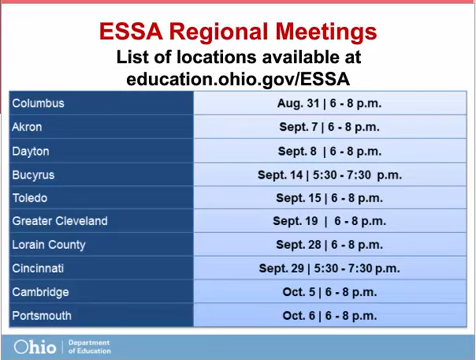 ESSA Regional Meetings
List of locations available at
education.ohio.gov/ESSA
Columbus Aug. 31 | 6 - 8 p.m.
Akron Sept. 7 | 6 - 8 p.m.
Dayton Sept. 8 | 6 - 8 p.m.
Bucyrus Sept. 14 | 5:30 - 7:30 p.m.
Toledo Sept. 15 | 6 - 8 p.m.
Greater Cleveland Sept. 19 | 6 - 8 p.m.
Lorain County Sept. 28 | 6 - 8 p.m.
Cincinnati Sept. 29 | 5:30 - 7:30 p.m.
Cambridge Oct. 5 | 6 - 8 p.m.
Portsmouth Oct. 6 | 6 - 8 p.m.
Ohio | Department
of Education